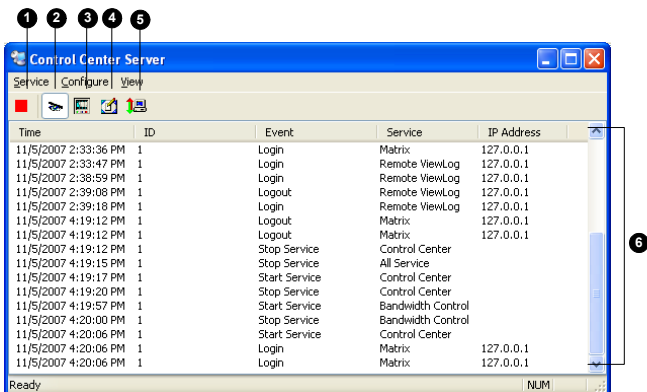 1 2 3 4 5
Control Center Server
Service Configure View
Time ID Event Service IP Address
11/5/2007 2:33:36 PM 1 Login Matrix 127.0.0.1
11/5/2007 2:33:47 PM 1 Login Remote ViewLog 127.0.0.1
11/5/2007 2:38:59 PM 1 Login Remote ViewLog 127.0.0.1
11/5/2007 2:39:08 PM 1 Logout Remote ViewLog 127.0.0.1
11/5/2007 2:39:18 PM 1 Login Remote ViewLog 127.0.0.1
11/5/2007 4:19:12 PM 1 Logout Matrix 127.0.0.1
11/5/2007 4:19:12 PM 1 Logout Matrix 127.0.0.1
11/5/2007 4:19:12 PM 1 Stop Service Control Center
11/5/2007 4:19:15 PM 1 Stop Service All Service
11/5/2007 4:19:17 PM 1 Start Service Control Center
11/5/2007 4:19:20 PM 1 Stop Service Control Center
11/5/2007 4:19:57 PM 1 Start Service Bandwidth Control
11/5/2007 4:20:00 PM 1 Stop Service Bandwidth Control
11/5/2007 4:20:06 PM 1 Start Service Control Center
11/5/2007 4:20:06 PM 1 Login Matrix 127.0.0.1
11/5/2007 4:20:06 PM 1 Login Matrix 127.0.0.1
6
Ready NUM